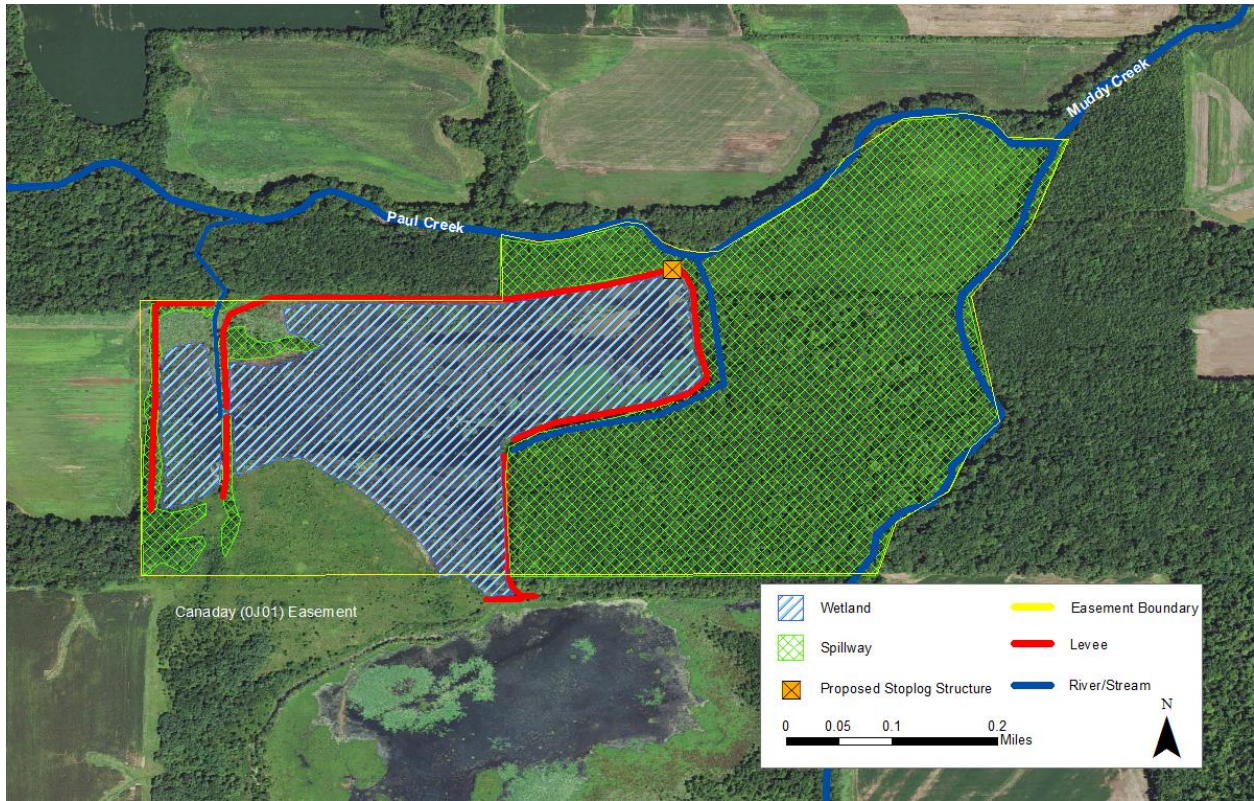 Muddy Creek
Paul Creek
Canaday (0J01) Easement
Wetland
Spillway
Proposed Stoplog Structure
Easement Boundary
Levee
River/Stream
N
0 0.05 0.1 0.2
Miles